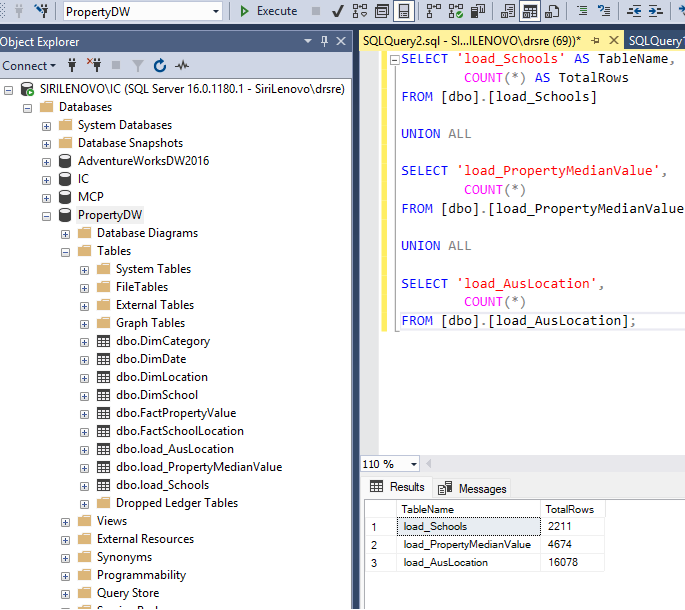 PropertyDW
Execute
Object Explorer
Connect
SIRILENOVO\IC (SQL Server 16.0.1180.1 - SiriLenovo\drsre)
Databases
System Databases
Database Snapshots
AdventureWorksDW2016
IC
MCP
PropertyDW
Database Diagrams
Tables
System Tables
FileTables
External Tables
Graph Tables
dbo.DimCategory
dbo.DimDate
dbo.DimLocation
dbo.DimSchool
dbo.FactPropertyValue
dbo.FactSchoolLocation
dbo.load_AusLocation
dbo.load_PropertyMedianValue
dbo.load_Schools
Dropped Ledger Tables
Views
External Resources
Synonyms
Programmability
Query Store
SQLQuery2.sql - SI...ILENOVO\drsre (69))*
SQLQuery1
SELECT 'load_Schools' AS TableName,
COUNT(*) AS TotalRows
FROM [dbo].[load_Schools]
UNION ALL
SELECT 'load_PropertyMedianValue',
COUNT(*)
FROM [dbo].[load_PropertyMedianValue
UNION ALL
SELECT 'load_AusLocation',
COUNT(*)
FROM [dbo].[load_AusLocation];
110 %
Results Messages
TableName TotalRows
1 load_Schools 2211
2 load_PropertyMedianValue 4674
3 load_AusLocation 16078